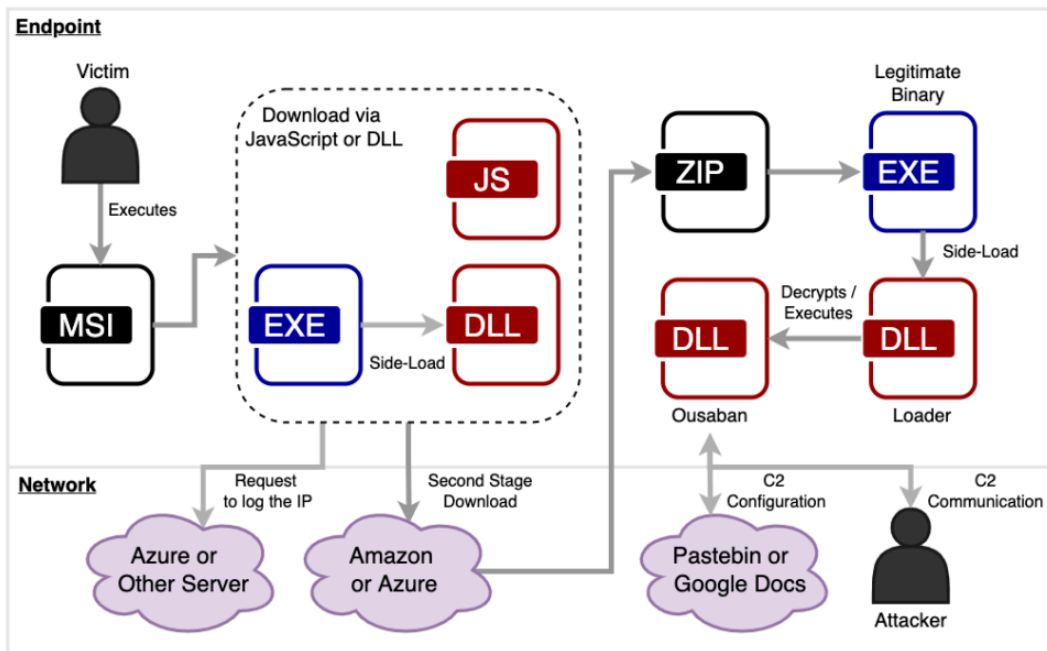 Endpoint
Victim
Executes
MSI
Download via
JavaScript or DLL
JS
EXE
Side-Load
DLL
ZIP
Legitimate
Binary
EXE
Side-Load
DLL
Loader
Decrypts /
Executes
DLL
Ousaban
Network
Request
to log the IP
Azure or
Other Server
Second Stage
Download
Amazon
or Azure
C2
Configuration
Pastebin or
Google Docs
C2
Communication
Attacker